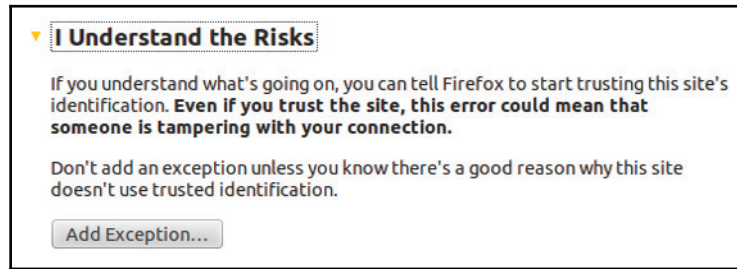 I Understand the Risks
If you understand what's going on, you can tell Firefox to start trusting this site's
identification. Even if you trust the site, this error could mean that
someone is tampering with your connection.
Don't add an exception unless you know there's a good reason why this site
doesn't use trusted identification.
Add Exception...